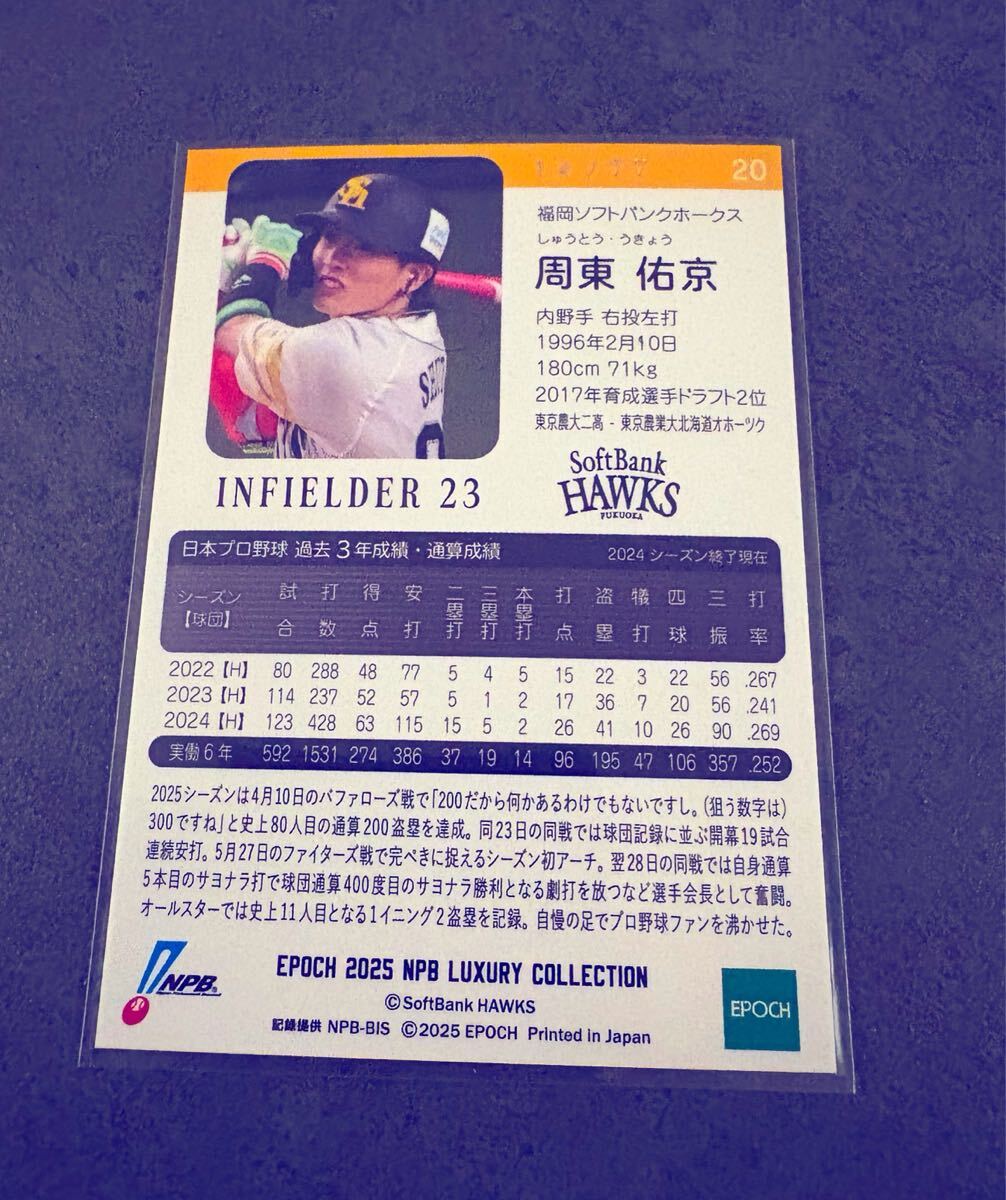 20
福岡ソフトバンクホークス
しゅうとう・うきょう
周東 佑京
内野手 右投左打
1996年2月10日
180cm 71kg
2017年育成選手ドラフト2位
東京農大二高 - 東京農業大北海道オホーツク
INFIELDER 23
SoftBank
HAWKS
FUKUOKA
日本プロ野球 過去3年成績・通算成績 2024 シーズン終了現在
シーズン【球団】 試合 打数 得点 安打 二塁打 三塁打 本塁打 打点 盗塁 犠打 四球 三振 打率
2022【H】 80 288 48 77 5 4 5 15 22 3 22 56 .267
2023【H】 114 237 52 57 5 1 2 17 36 7 20 56 .241
2024【H】 123 428 63 115 15 5 2 26 41 10 26 90 .269
実働6年 592 1531 274 386 37 19 14 96 195 47 106 357 .252
2025シーズンは4月10日のバファローズ戦で「200だから何かあるわけでもないですし。(狙う数字は)
300ですね」と史上80人目の通算200盗塁を達成。同23日の同戦では球団記録に並ぶ開幕19試合
連続安打。5月27日のファイターズ戦で完ぺきに捉えるシーズン初アーチ。翌28日の同戦では自身通算
5本目のサヨナラ打で球団通算400度目のサヨナラ勝利となる劇打を放つなど選手会長として奮闘。
オールスターでは史上11人目となる1イニング2盗塁を記録。自慢の足でプロ野球ファンを沸かせた。
NPB
EPOCH 2025 NPB LUXURY COLLECTION
©SoftBank HAWKS
記録提供 NPB-BIS ©2025 EPOCH Printed in Japan
EPOCH